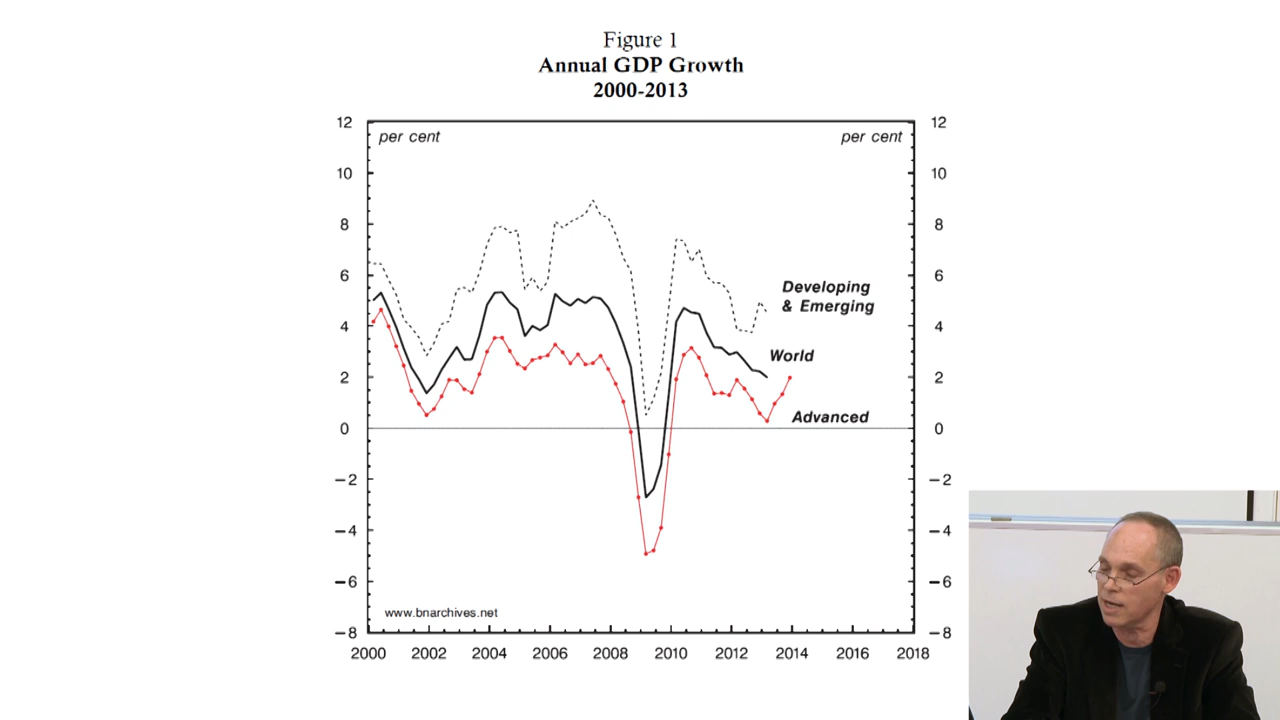 Figure 1
Annual GDP Growth
2000-2013
12
per cent
per cent
12
10
10
8
8
6
6
Developing
& Emerging
4
World
4
2
2
Advanced
0
0
−2
−2
−4
−4
−6
−6
www.bnarchives.net
−8
−8
2000 2002 2004 2006 2008 2010 2012 2014 2016 2018